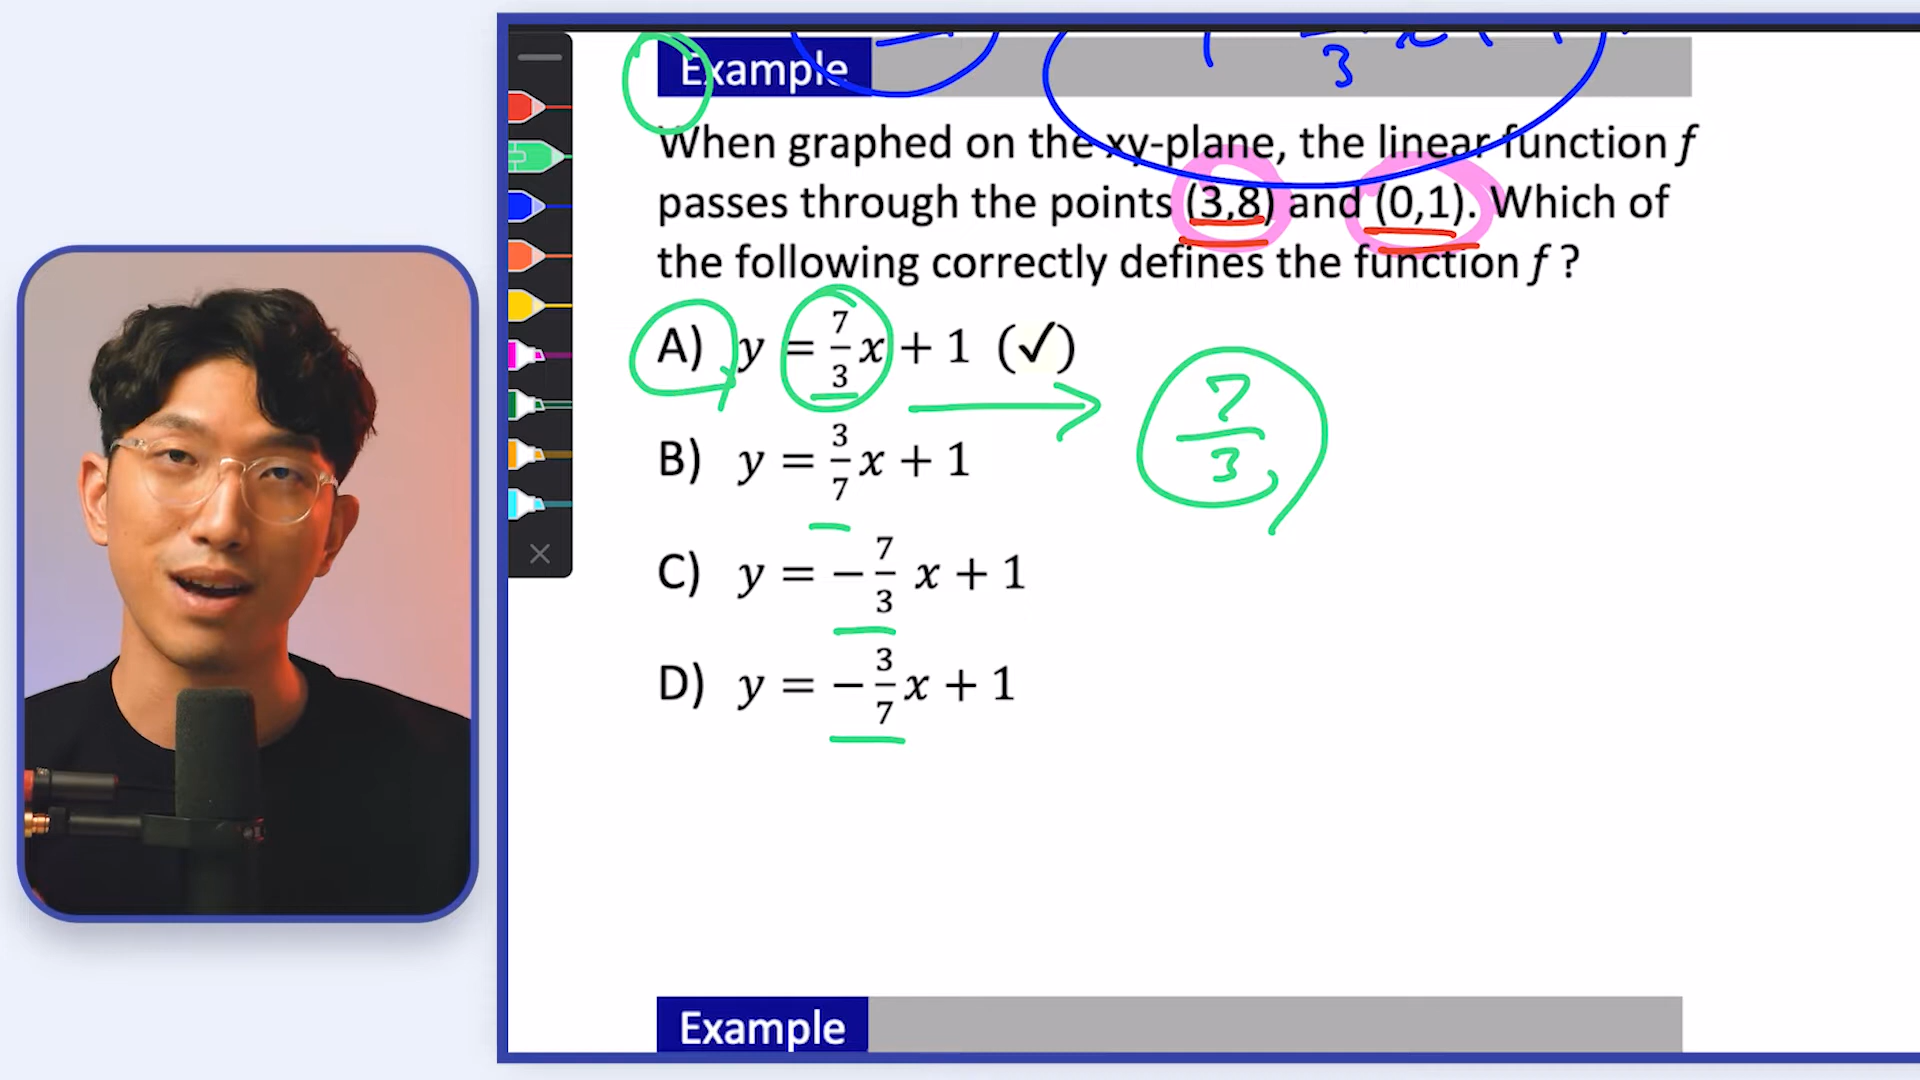 3
Example
When graphed on the xy-plane, the linear function f
passes through the points (3,8) and (0,1). Which of
the following correctly defines the function f ?
A) y = 7/3 x + 1 (✓)
7/3
B) y = 3/7 x + 1
C) y = − 7/3 x + 1
D) y = − 3/7 x + 1
Example